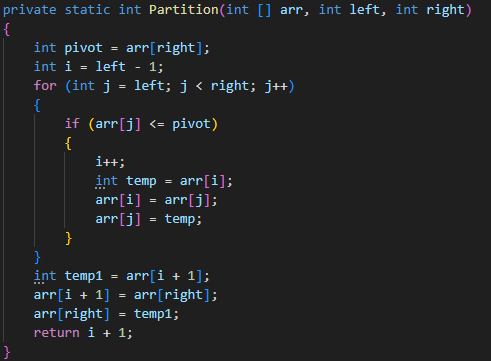 private static int Partition(int [] arr, int left, int right)
{
    int pivot = arr[right];
    int i = left - 1;
    for (int j = left; j < right; j++)
    {
        if (arr[j] <= pivot)
        {
            i++;
            int temp = arr[i];
            arr[i] = arr[j];
            arr[j] = temp;
        }
    }
    int temp1 = arr[i + 1];
    arr[i + 1] = arr[right];
    arr[right] = temp1;
    return i + 1;
}